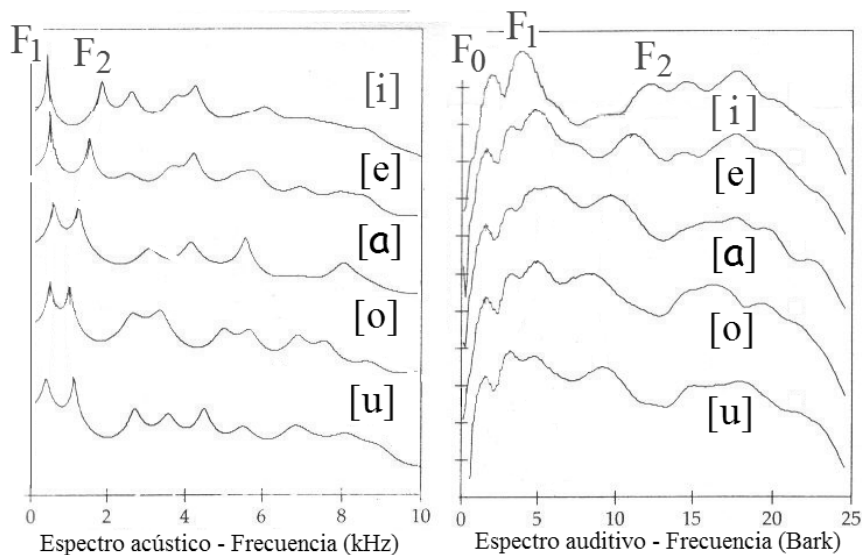 F₁ F₂
[i]
[e]
[a]
[o]
[u]
0 2 4 6 8 10
Espectro acústico - Frecuencia (kHz)
F₀ F₁ F₂
[i]
[e]
[a]
[o]
[u]
0 5 10 15 20 25
Espectro auditivo - Frecuencia (Bark)